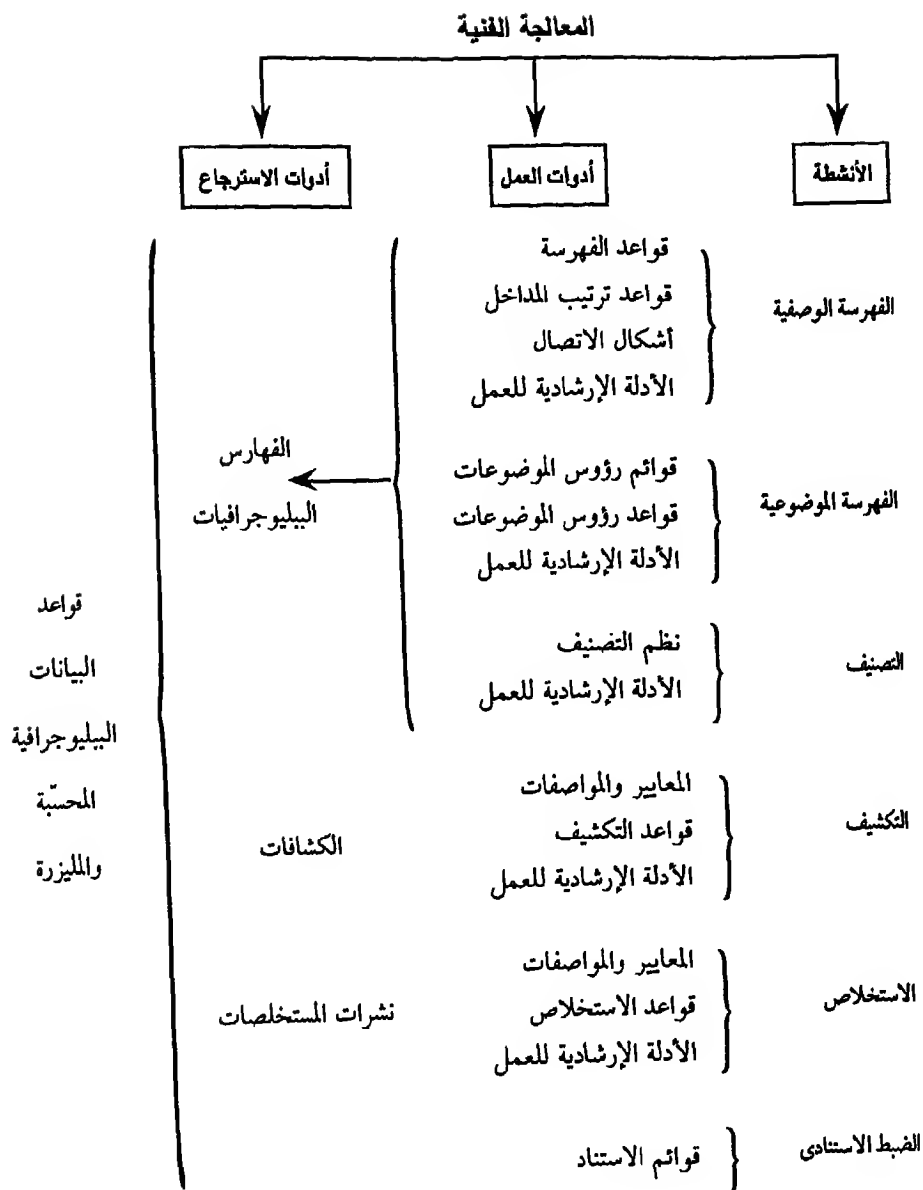 المعالجة الفنية
الأنشطة
أدوات العمل
أدوات الاسترجاع
الفهرسة الوصفية
قواعد الفهرسة
قواعد ترتيب المداخل
أشكال الاتصال
الأدلة الإرشادية للعمل
الفهرسة الموضوعية
قوائم رؤوس الموضوعات
قواعد رؤوس الموضوعات
الأدلة الإرشادية للعمل
التصنيف
نظم التصنيف
الأدلة الإرشادية للعمل
الفهارس
الببليوجرافيات
التكشيف
المعايير والمواصفات
قواعد التكشيف
الأدلة الإرشادية للعمل
الكشافات
الاستخلاص
المعايير والمواصفات
قواعد الاستخلاص
الأدلة الإرشادية للعمل
نشرات المستخلصات
الضبط الاستنادى
قوائم الاستناد
قواعد
البيانات
الببليوجرافية
المحسّبة
والمليزرة